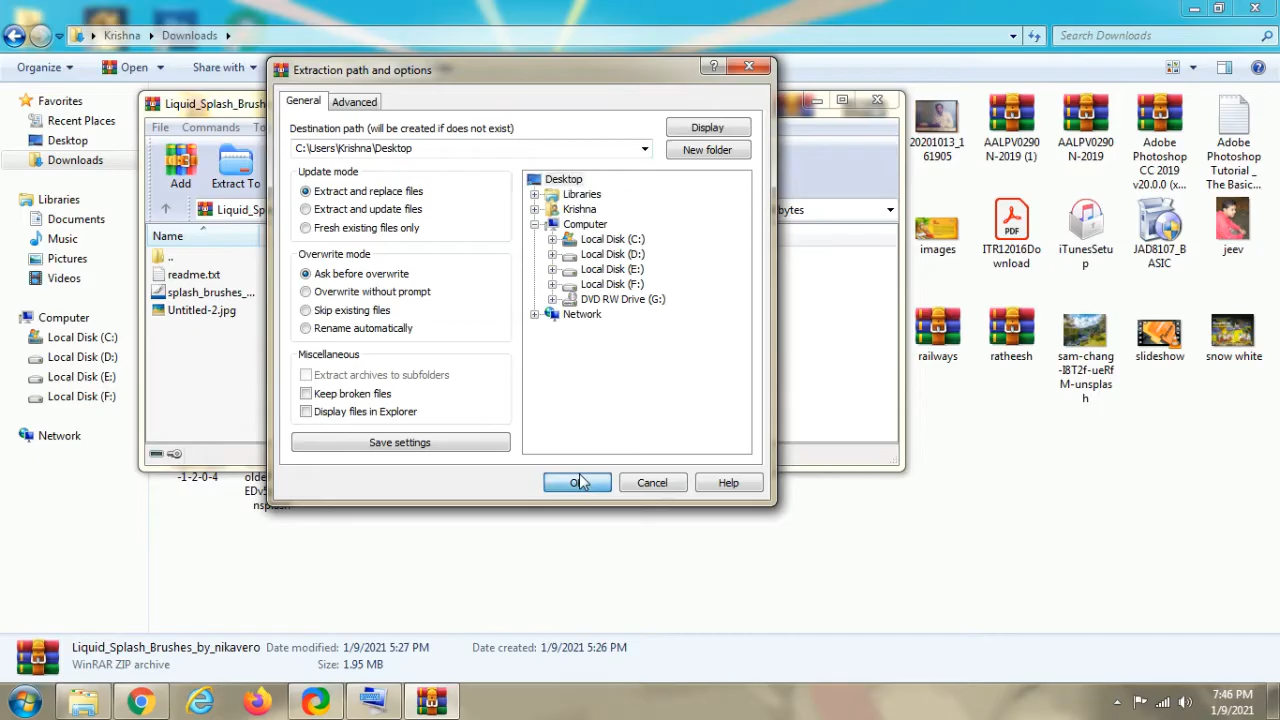 Krishna
Downloads
Search Downloads
Organize
Open
Share with
Extraction path and options
General
Advanced
Destination path (will be created if does not exist)
C:\Users\Krishna\Desktop
Display
New folder
Update mode
Extract and replace files
Extract and update files
Fresh existing files only
Overwrite mode
Ask before overwrite
Overwrite without prompt
Skip existing files
Rename automatically
Miscellaneous
Extract archives to subfolders
Keep broken files
Display files in Explorer
Save settings
Desktop
Libraries
Krishna
Computer
Local Disk (C:)
Local Disk (D:)
Local Disk (E:)
Local Disk (F:)
DVD RW Drive (G:)
Network
Cancel
Help
Liquid_Splash_Brushes
File
Commands
To
Add
Extract To
Liquid_Sp
bytes
Name
..
readme.txt
splash_brushes_...
Untitled-2.jpg
Favorites
Recent Places
Desktop
Downloads
Libraries
Documents
Music
Pictures
Videos
Computer
Local Disk (C:)
Local Disk (D:)
Local Disk (E:)
Local Disk (F:)
Network
20201013_1
61905
AALPV0290
N-2019 (1)
AALPV0290
N-2019
Adobe
Photoshop
CC 2019
v20.0.0 (x...
Adobe
Photoshop
Tutorial _
The Basic...
images
ITR12016Do
wnload
iTunesSetu
p
JAD8107_B
ASIC
jeev
railways
ratheesh
sam-chang
-I8T2f-ueRf
M-unsplas
h
slideshow
snow white
-1-2-0-4
olde
EDv5
nsplash
Liquid_Splash_Brushes_by_nikavero
Date modified: 1/9/2021 5:27 PM
Date created: 1/9/2021 5:26 PM
WinRAR ZIP archive
Size: 1.95 MB
7:46 PM
1/9/2021